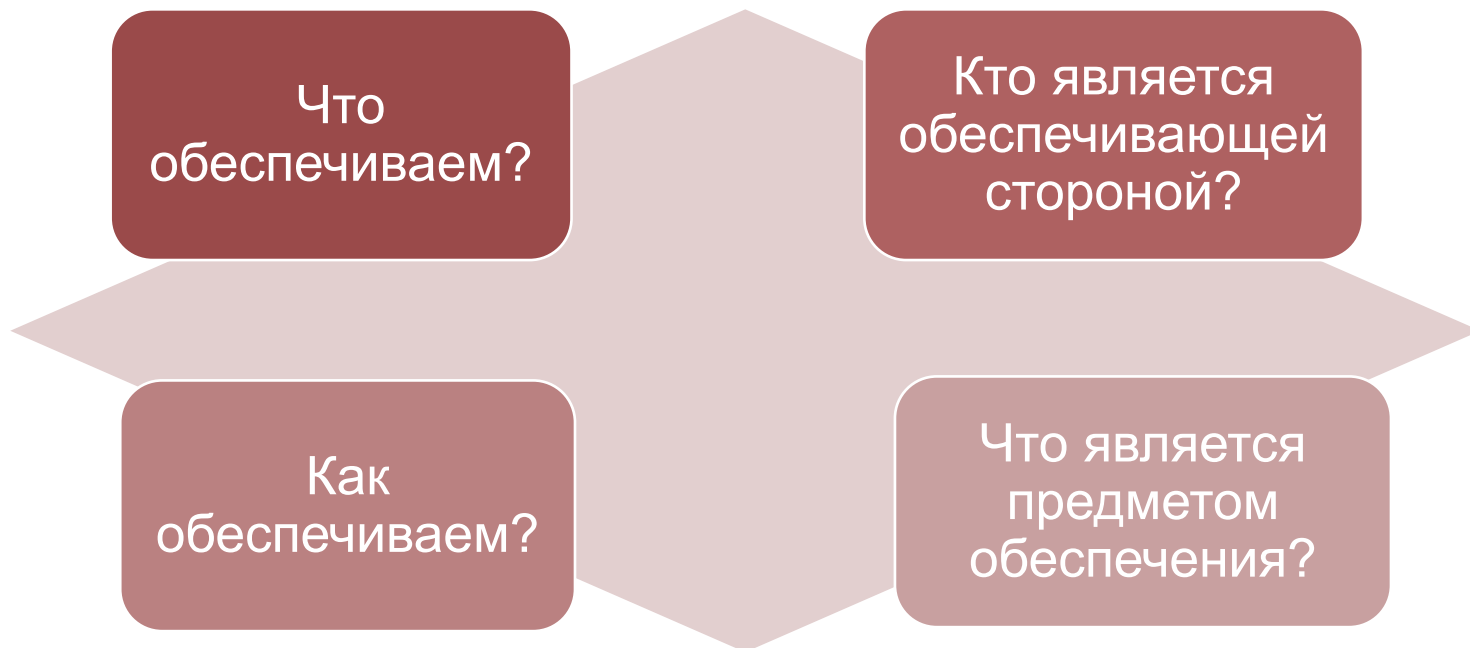 Что
обеспечиваем?
Кто является
обеспечивающей
стороной?
Как
обеспечиваем?
Что является
предметом
обеспечения?